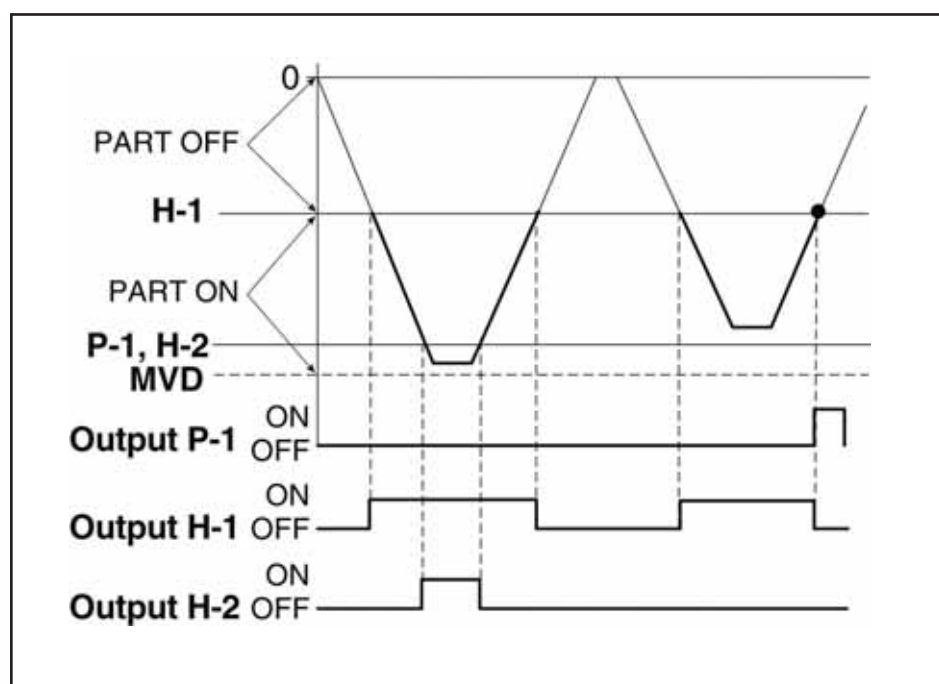 0
PART OFF
H-1
PART ON
P-1, H-2
MVD
Output P-1 ON OFF
Output H-1 ON OFF
Output H-2 ON OFF